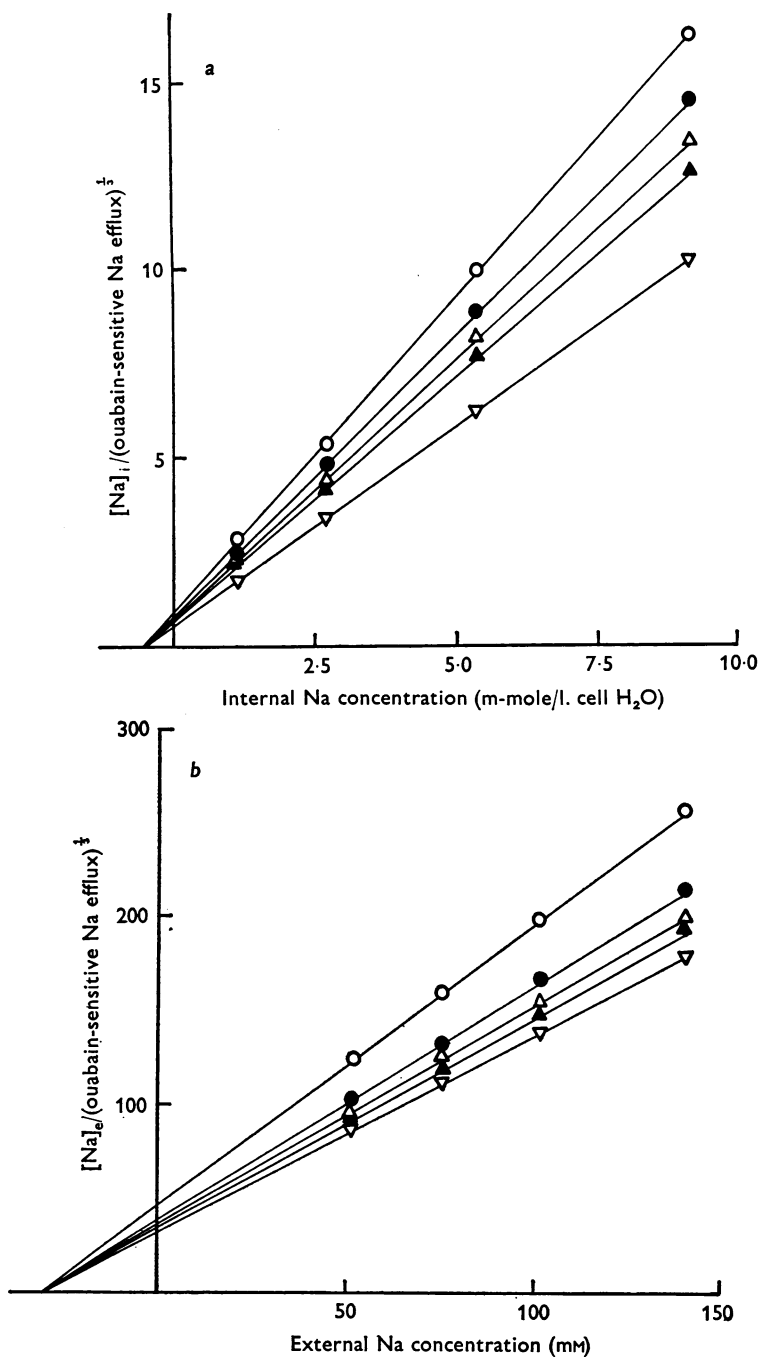 a
15
10
5
[Na]ᵢ/(ouabain-sensitive Na efflux)^⅓
2·5 5·0 7·5 10·0
Internal Na concentration (m-mole/l. cell H₂O)
b
300
200
100
[Na]ₑ/(ouabain-sensitive Na efflux)^½
50 100 150
External Na concentration (mM)